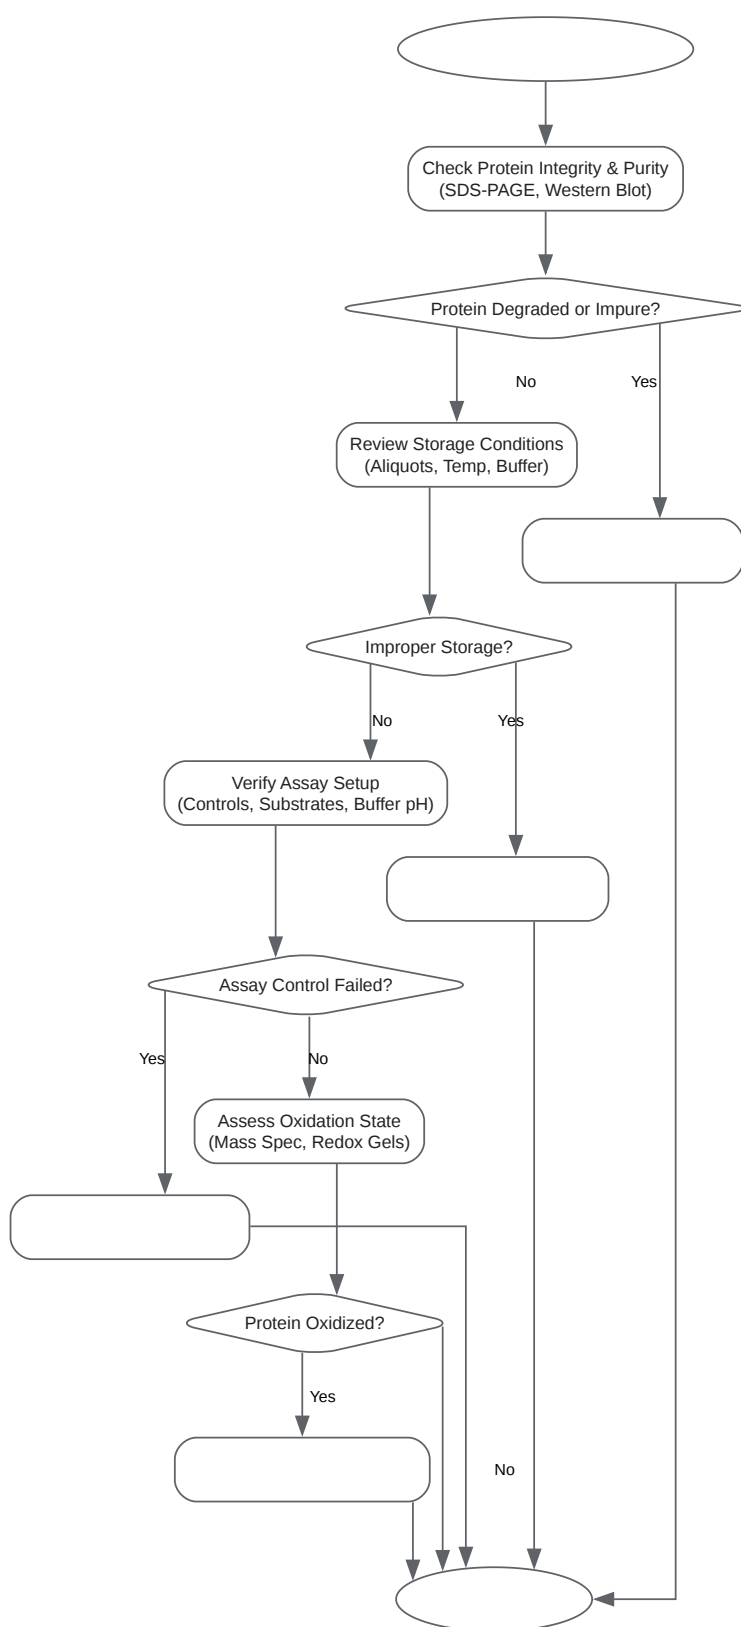 Check Protein Integrity & Purity
(SDS-PAGE, Western Blot)
Protein Degraded or Impure?
No
Yes
Review Storage Conditions
(Aliquots, Temp, Buffer)
Improper Storage?
No
Yes
Verify Assay Setup
(Controls, Substrates, Buffer pH)
Assay Control Failed?
Yes
No
Assess Oxidation State
(Mass Spec, Redox Gels)
Protein Oxidized?
Yes
No